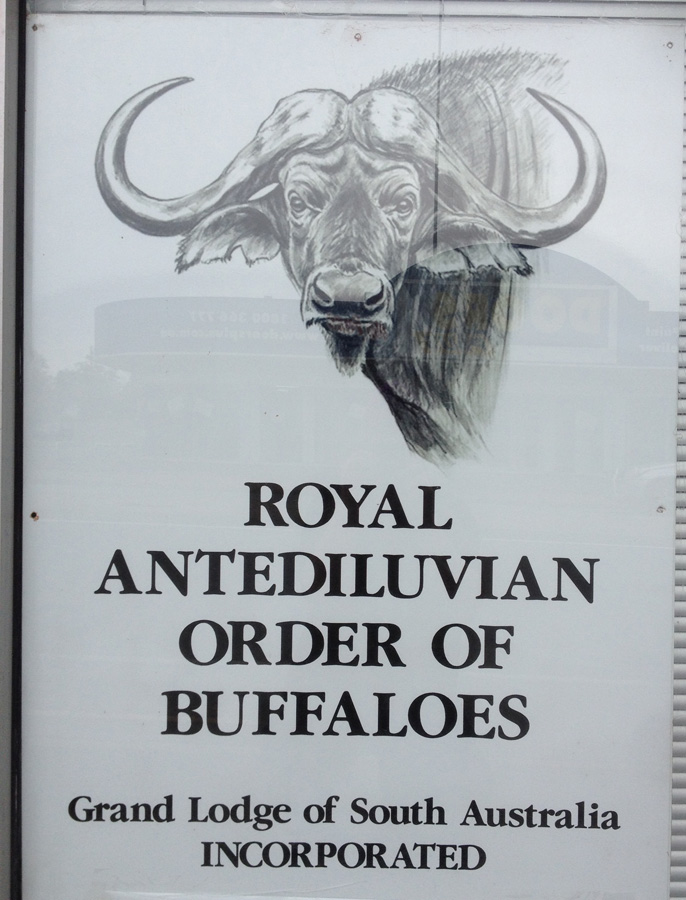 ROYAL
ANTEDILUVIAN
ORDER OF
BUFFALOES
Grand Lodge of South Australia
INCORPORATED